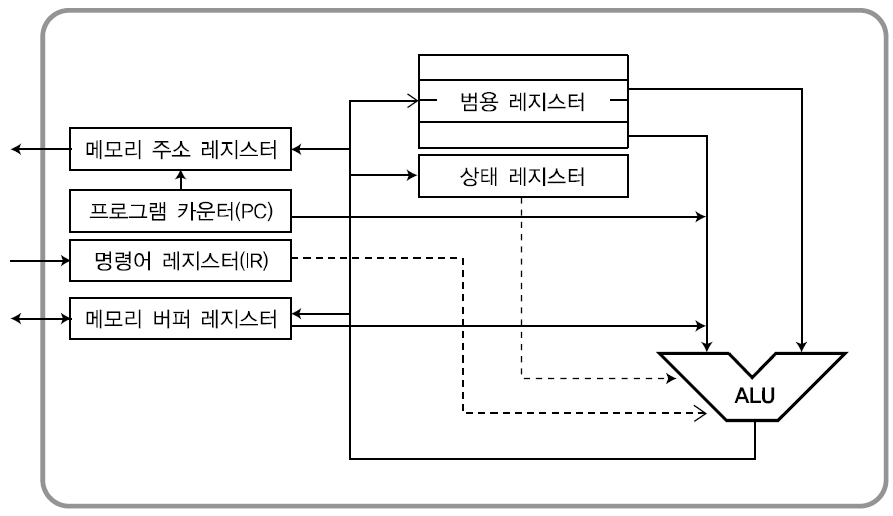 범용 레지스터
메모리 주소 레지스터
상태 레지스터
프로그램 카운터(PC)
명령어 레지스터(IR)
메모리 버퍼 레지스터
ALU